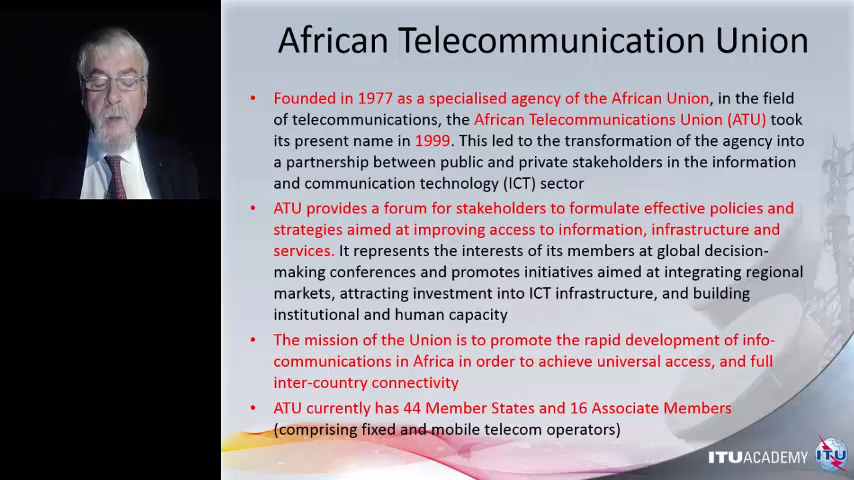 African Telecommunication Union
• Founded in 1977 as a specialised agency of the African Union, in the field
of telecommunications, the African Telecommunications Union (ATU) took
its present name in 1999. This led to the transformation of the agency into
a partnership between public and private stakeholders in the information
and communication technology (ICT) sector
• ATU provides a forum for stakeholders to formulate effective policies and
strategies aimed at improving access to information, infrastructure and
services. It represents the interests of its members at global decision-
making conferences and promotes initiatives aimed at integrating regional
markets, attracting investment into ICT infrastructure, and building
institutional and human capacity
• The mission of the Union is to promote the rapid development of info-
communications in Africa in order to achieve universal access, and full
inter-country connectivity
• ATU currently has 44 Member States and 16 Associate Members
(comprising fixed and mobile telecom operators)
ITUACADEMY ITU